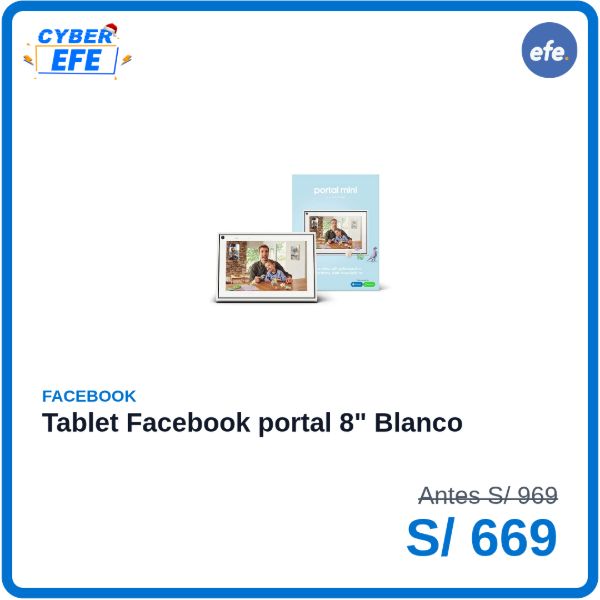 CYBER
EFE
efe.
portal mini
FACEBOOK
Tablet Facebook portal 8" Blanco
Antes S/ 969
S/ 669